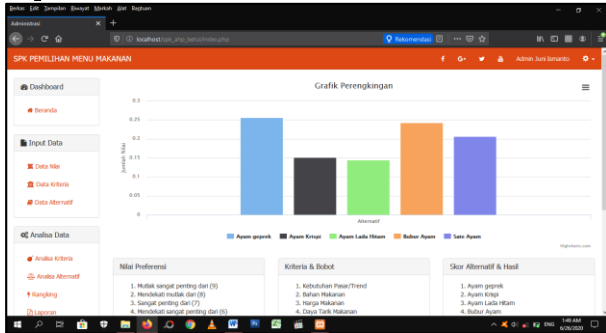 Berkas Edit Tampilan Riwayat Markah Alat Bantuan
Administrasi
localhost/spk_ahp_betul/index.php
Rekomendasi
SPK PEMILIHAN MENU MAKANAN
Admin Juni Ismanto
Dashboard
Beranda
Input Data
Data Nilai
Data Kriteria
Data Alternatif
Analisa Data
Analisa Kriteria
Analisa Alternatif
Rangking
Laporan
Grafik Perengkingan
Jumlah Nilai
0.3
0.25
0.2
0.15
0.1
0.05
0
Alternatif
Ayam geprek Ayam Krispi Ayam Lada Hitam Bubur Ayam Sate Ayam
Highcharts.com
Nilai Preferensi
1. Mutlak sangat penting dari (9)
2. Mendekati mutlak dari (8)
3. Sangat penting dari (7)
4. Mendekati sangat penting dari (6)
Kriteria & Bobot
1. Kebutuhan Pasar/Trend
2. Bahan Makanan
3. Harga Makanan
4. Daya Tarik Makanan
Skor Alternatif & Hasil
1. Ayam geprek
2. Ayam Krispi
3. Ayam Lada Hitam
4. Bubur Ayam
ENG
1:49 AM
6/26/2020